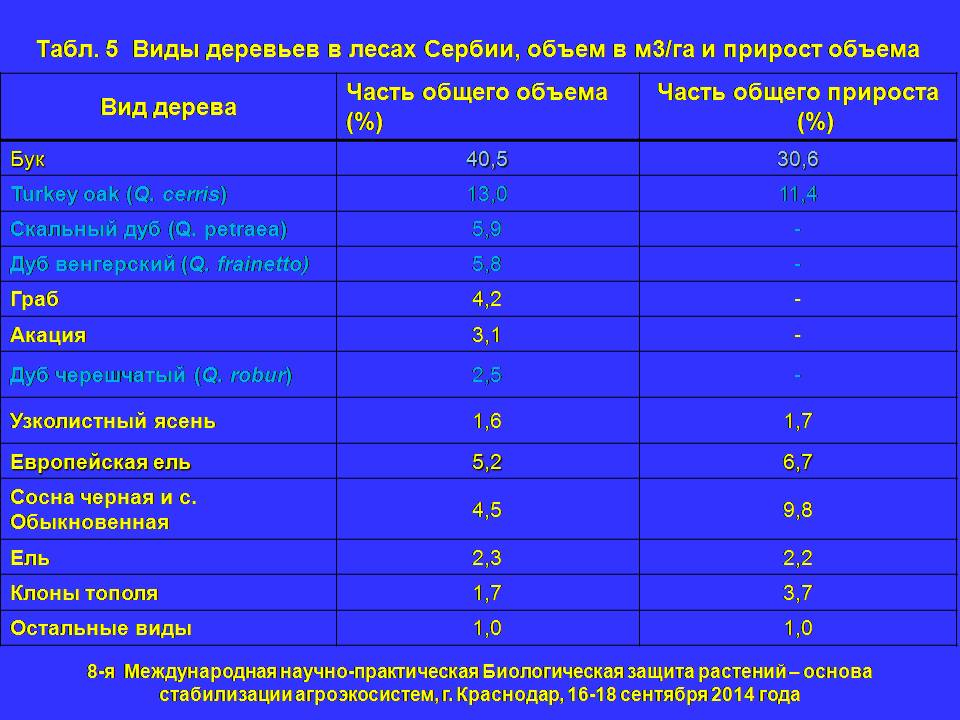 Табл. 5 Виды деревьев в лесах Сербии, объем в м3/га и прирост объема
Вид дерева
Часть общего объема
(%)
Часть общего прироста
(%)
Бук 40,5 30,6
Turkey oak (Q. cerris) 13,0 11,4
Скальный дуб (Q. petraea) 5,9 -
Дуб венгерский (Q. frainetto) 5,8 -
Граб 4,2 -
Акация 3,1 -
Дуб черешчатый (Q. robur) 2,5 -
Узколистный ясень 1,6 1,7
Европейская ель 5,2 6,7
Сосна черная и с.
Обыкновенная 4,5 9,8
Ель 2,3 2,2
Клоны тополя 1,7 3,7
Остальные виды 1,0 1,0
8-я Международная научно-практическая Биологическая защита растений – основа
стабилизации агроэкосистем, г. Краснодар, 16-18 сентября 2014 года